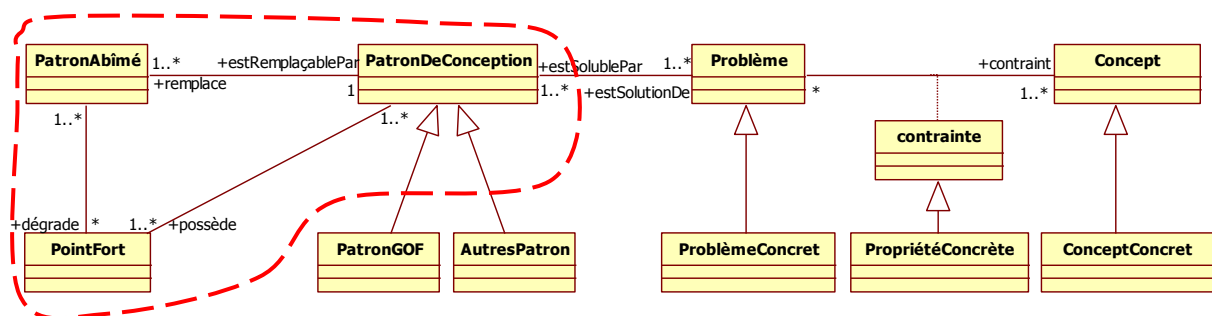 PatronAbîmé 1..* +estRemplaçablePar PatronDeConception +estSolublePar 1..* Problème +contraint Concept
+remplace 1 1..* +estSolutionDe * 1..*
1..* 1..* contrainte
+dégrade * 1..* +possède
PointFort PatronGOF AutresPatron ProblèmeConcret PropriétéConcrète ConceptConcret